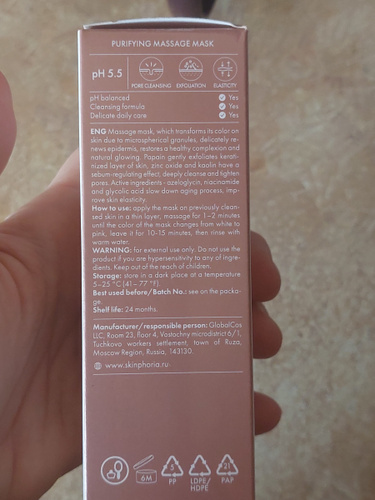 PURIFYING MASSAGE MASK
pH 5.5
PORE CLEANSING
EXFOLIATION
ELASTICITY
pH balanced Yes
Cleansing formula Yes
Delicate daily care Yes
ENG Massage mask, which transforms its color on
skin due to microspherical granules, delicately re-
news epidermis, restores a healthy complexion and
natural glowing. Papain gently exfoliates kerati-
nized layer of skin, zinc oxide and kaolin have a
sebum-regulating effect, deeply cleanse and tighten
pores. Active ingredients - azeloglycin, niacinamide
and glycolic acid slow down aging process, imp-
rove skin elasticity.
How to use: apply the mask on previously clean-
sed skin in a thin layer, massage for 1–2 minutes
until the color of the mask changes from white to
pink, leave it for 10-15 minutes, then rinse with
warm water.
WARNING: for external use only. Do not use the
product if you are hypersensitivity to any of ingre-
dients. Keep out of the reach of children.
Storage: store in a dark place at a temperature
5–25 °C (41– 77 °F).
Best used before/Batch No.: see on the packa-
ge.
Shelf life: 24 months.
Manufacturer/responsible person: GlobalCos
LLC, Room 23, floor 4, Vostochny microdistrict 6/1,
Tuchkovo workers settlement, town of Ruza,
Moscow Region, Russia, 143130.
www.skinphoria.ru
6M
5
PP
LDPE/
HDPE
21
PAP